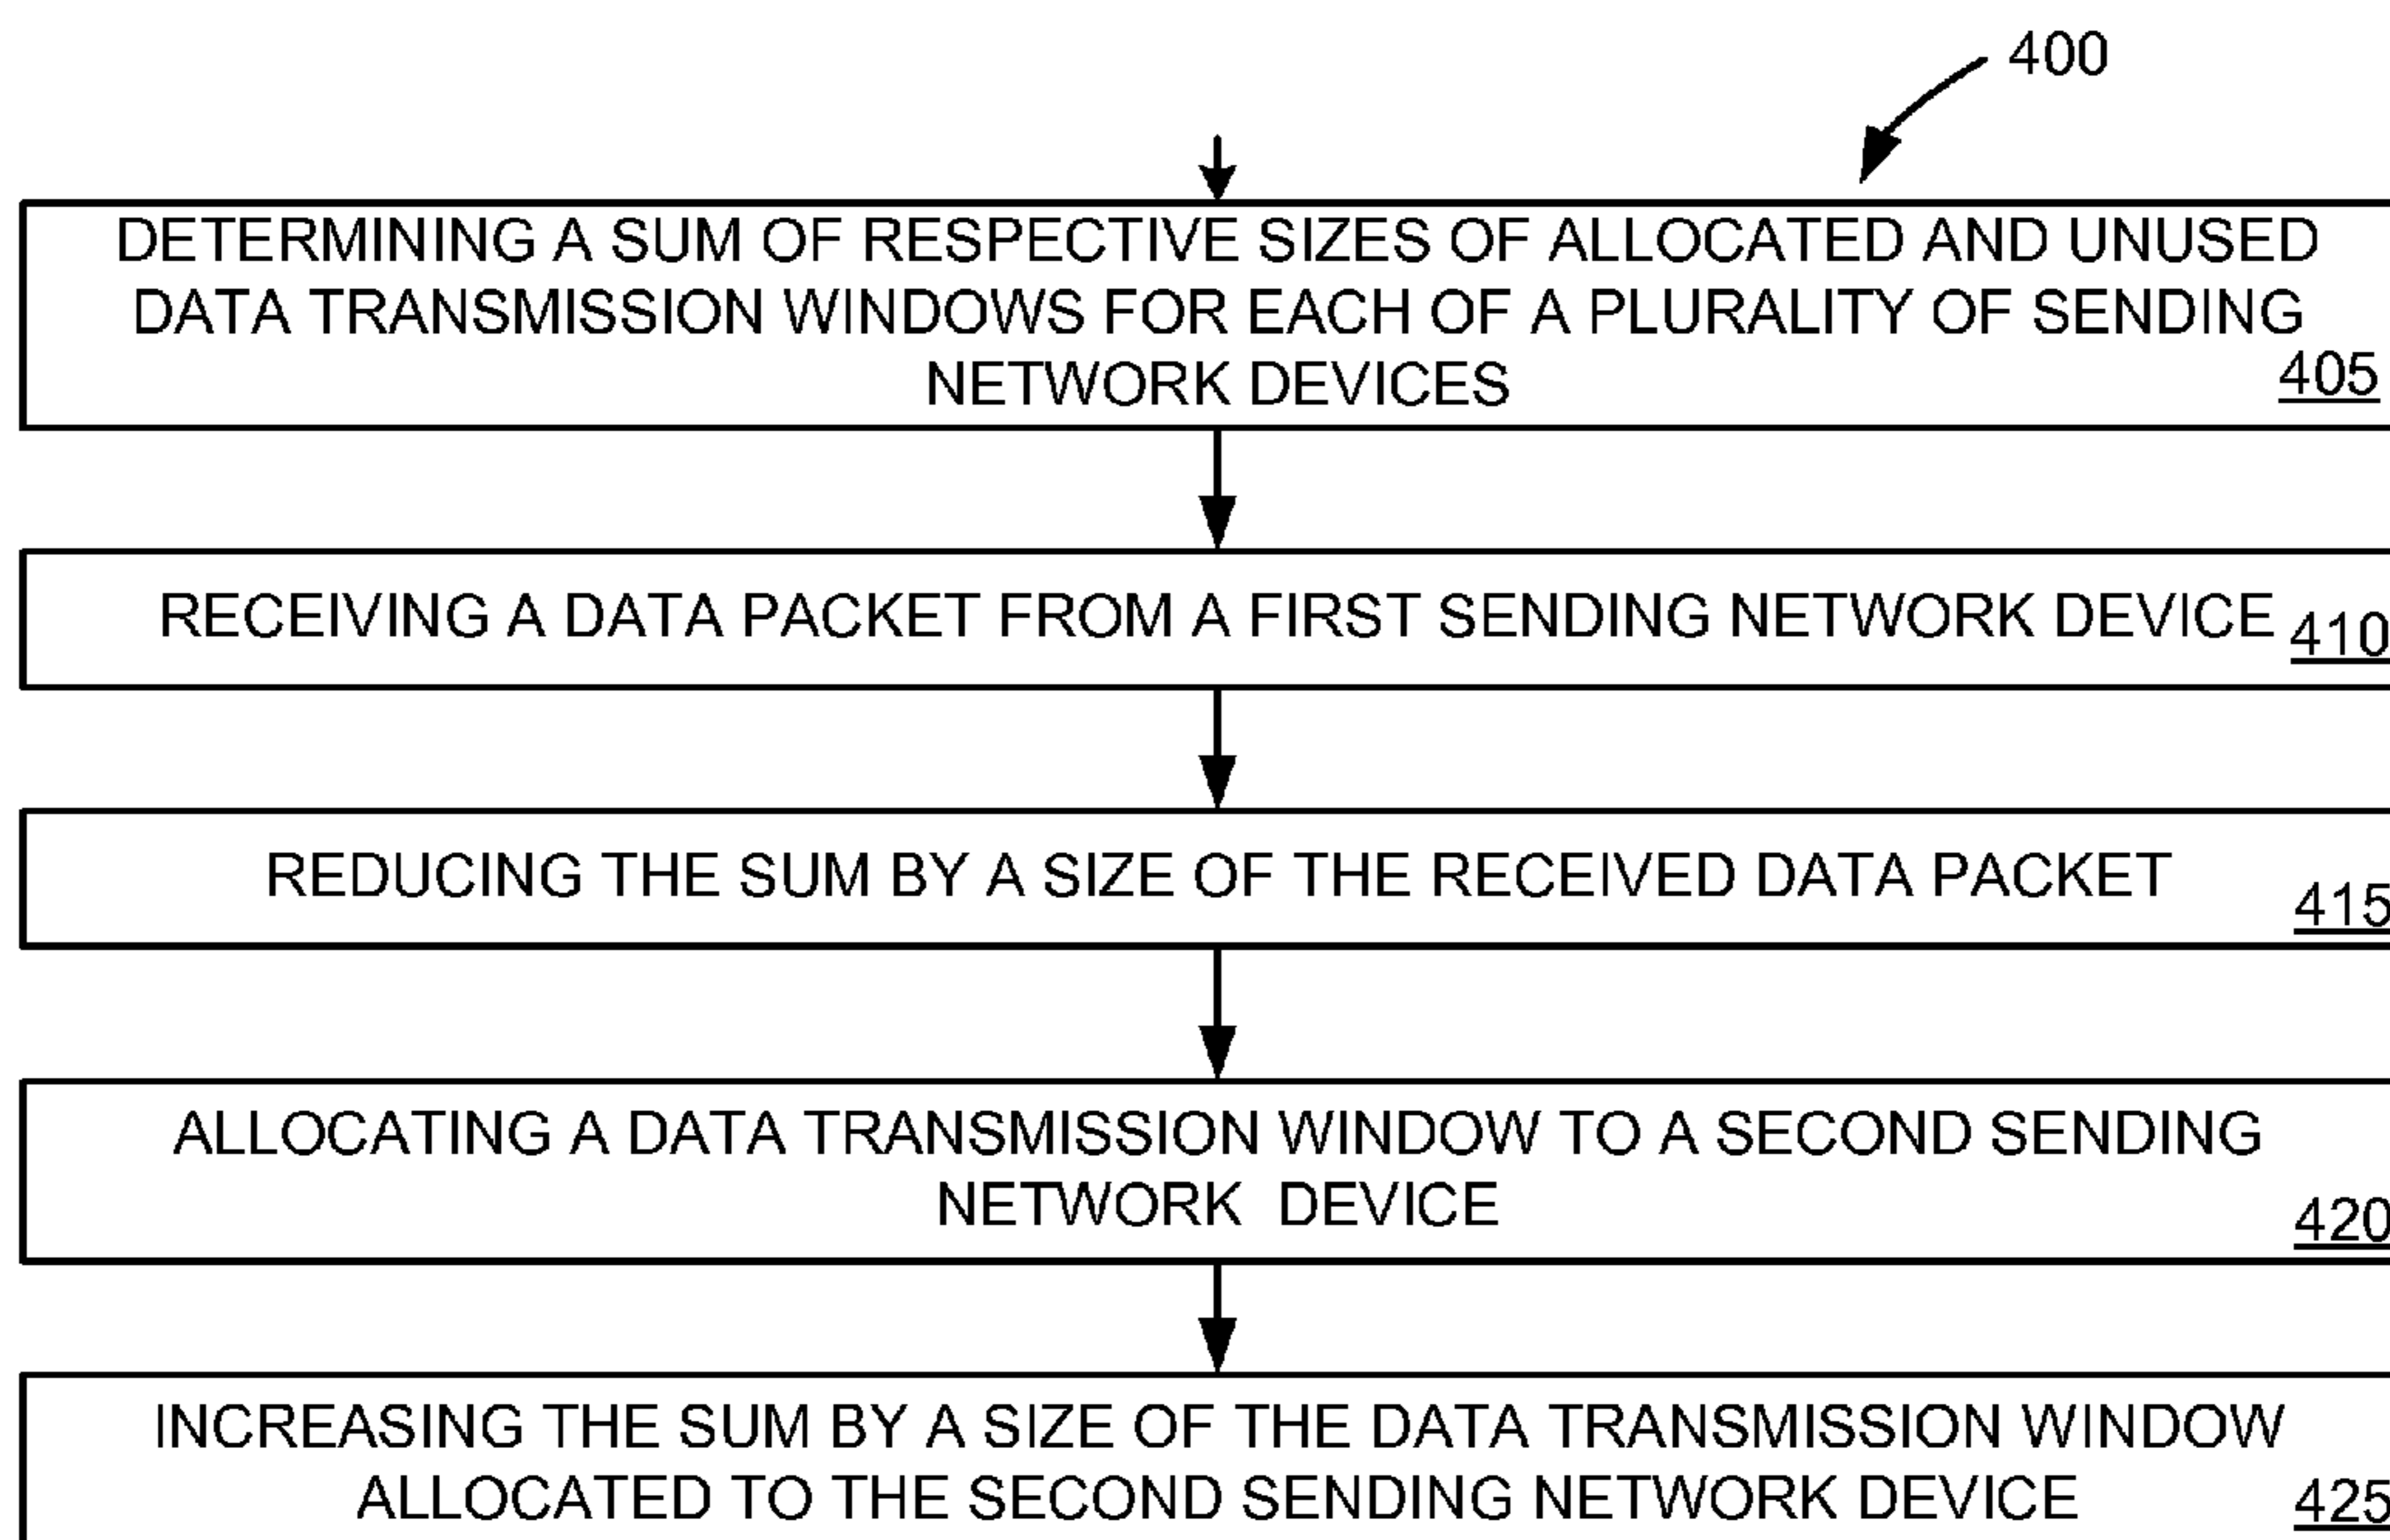 400
DETERMINING A SUM OF RESPECTIVE SIZES OF ALLOCATED AND UNUSED
DATA TRANSMISSION WINDOWS FOR EACH OF A PLURALITY OF SENDING
NETWORK DEVICES
405
RECEIVING A DATA PACKET FROM A FIRST SENDING NETWORK DEVICE
410
REDUCING THE SUM BY A SIZE OF THE RECEIVED DATA PACKET
415
ALLOCATING A DATA TRANSMISSION WINDOW TO A SECOND SENDING
NETWORK DEVICE
420
INCREASING THE SUM BY A SIZE OF THE DATA TRANSMISSION WINDOW
ALLOCATED TO THE SECOND SENDING NETWORK DEVICE
425